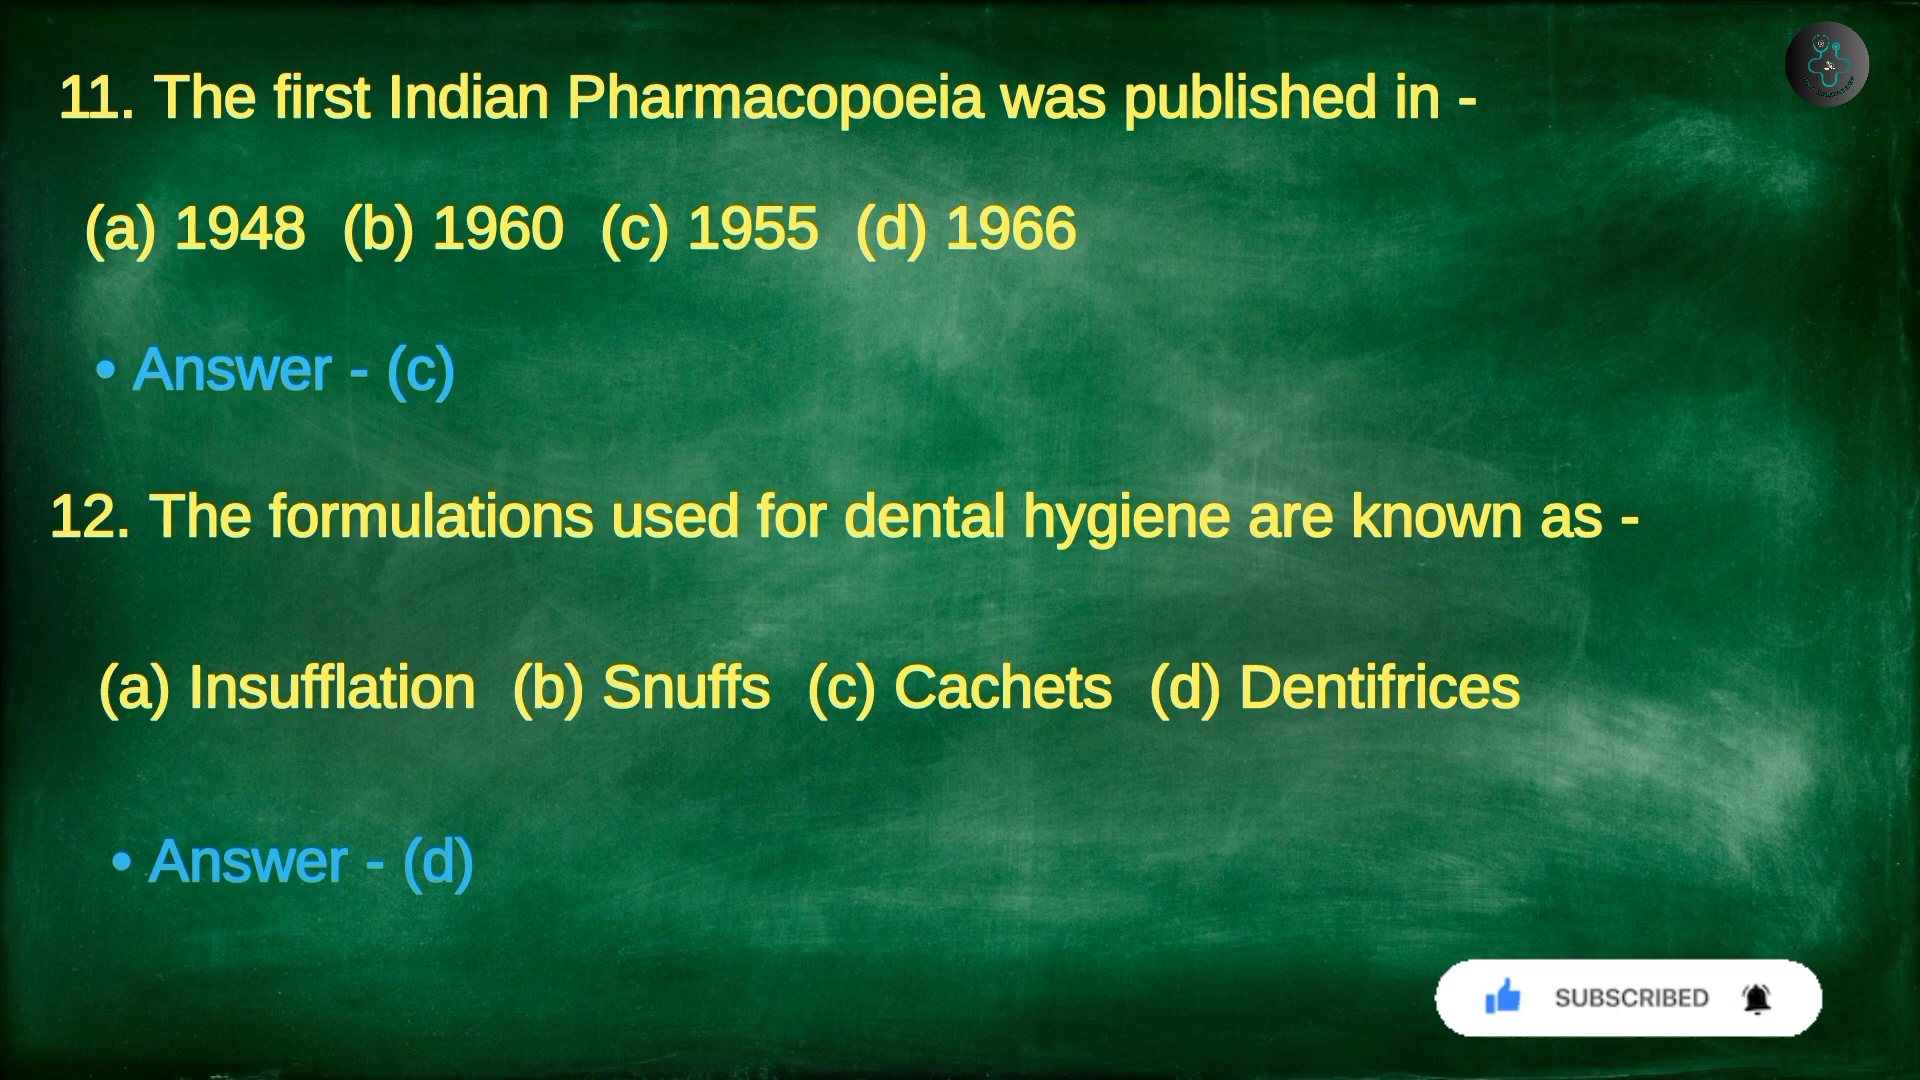 11. The first Indian Pharmacopoeia was published in -
(a) 1948 (b) 1960 (c) 1955 (d) 1966
• Answer - (c)
12. The formulations used for dental hygiene are known as -
(a) Insufflation (b) Snuffs (c) Cachets (d) Dentifrices
• Answer - (d)
SUBSCRIBED